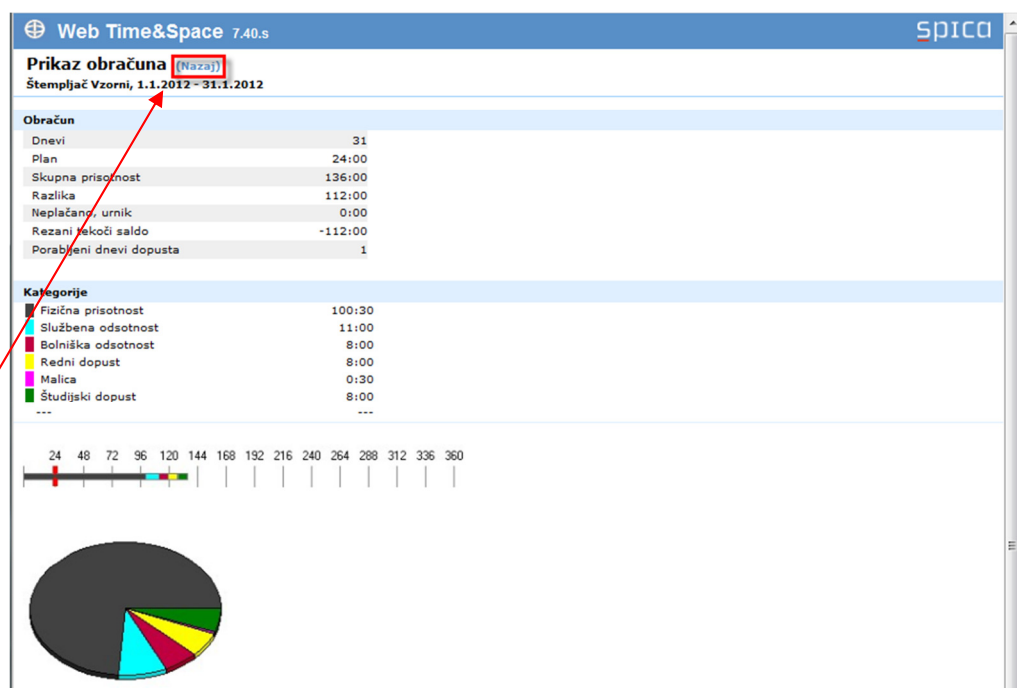 Web Time&Space 7.40.s
spica
Prikaz obračuna (Nazaj)
Štempljač Vzorni, 1.1.2012 - 31.1.2012
Obračun
Dnevi 31
Plan 24:00
Skupna prisotnost 136:00
Razlika 112:00
Neplačano, urnik 0:00
Rezani tekoči saldo -112:00
Porabljeni dnevi dopusta 1
Kategorije
Fizična prisotnost 100:30
Službena odsotnost 11:00
Bolniška odsotnost 8:00
Redni dopust 8:00
Malica 0:30
Študijski dopust 8:00
--- ---
24 48 72 96 120 144 168 192 216 240 264 288 312 336 360